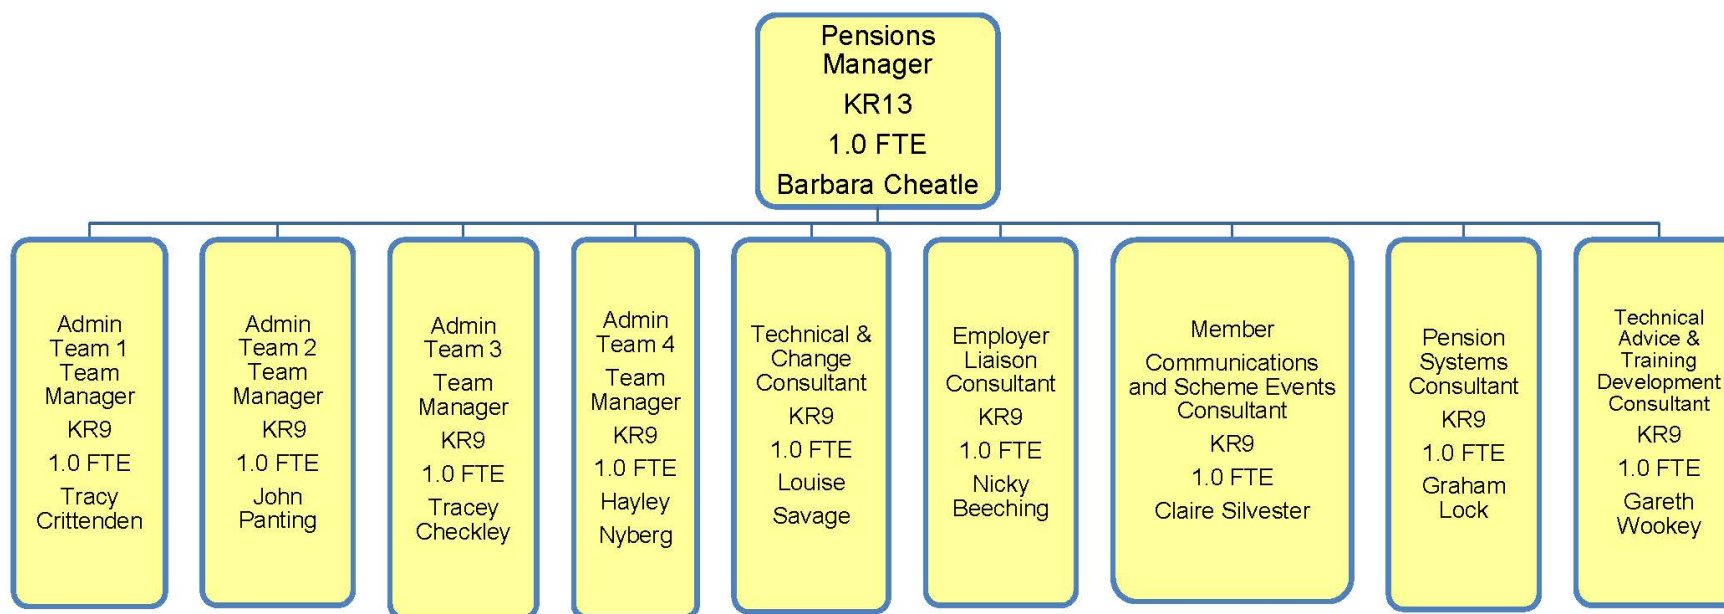 Pensions
Manager
KR13
1.0 FTE
Barbara Cheatle
Admin
Team 1
Team
Manager
KR9
1.0 FTE
Tracy
Crittenden
Admin
Team 2
Team
Manager
KR9
1.0 FTE
John
Panting
Admin
Team 3
Team
Manager
KR9
1.0 FTE
Tracey
Checkley
Admin
Team 4
Team
Manager
KR9
1.0 FTE
Hayley
Nyberg
Technical &
Change
Consultant
KR9
1.0 FTE
Louise
Savage
Employer
Liaison
Consultant
KR9
1.0 FTE
Nicky
Beeching
Member
Communications
and Scheme Events
Consultant
KR9
1.0 FTE
Claire Silvester
Pension
Systems
Consultant
KR9
1.0 FTE
Graham
Lock
Technical
Advice &
Training
Development
Consultant
KR9
1.0 FTE
Gareth
Wookey